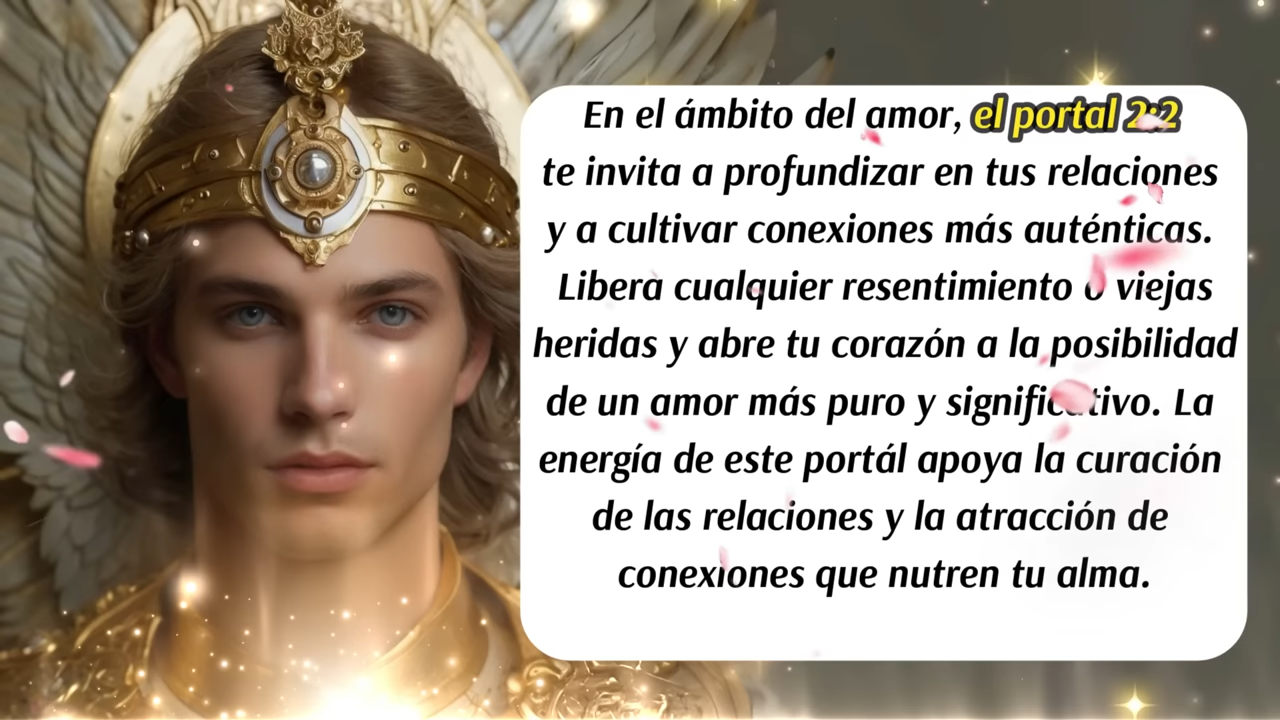 En el ámbito del amor, el portal 2:2
te invita a profundizar en tus relaciones
y a cultivar conexiones más auténticas.
Libera cualquier resentimiento o viejas
heridas y abre tu corazón a la posibilidad
de un amor más puro y significativo. La
energía de este portál apoya la curación
de las relaciones y la atracción de
conexiones que nutren tu alma.